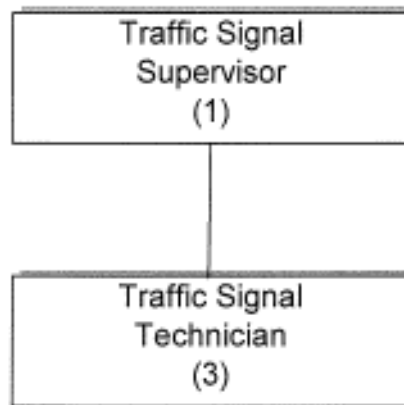 Traffic Signal
Supervisor
(1)
Traffic Signal
Technician
(3)